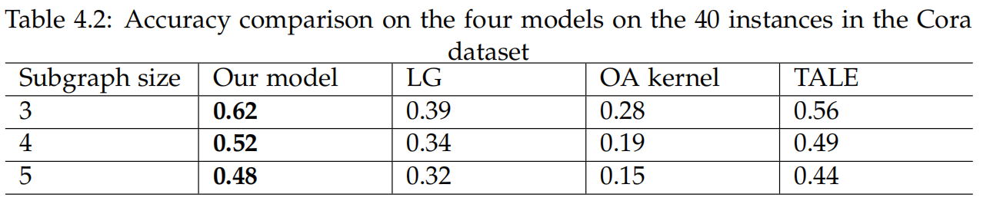 Table 4.2: Accuracy comparison on the four models on the 40 instances in the Cora
dataset
Subgraph size Our model LG OA kernel TALE
3 0.62 0.39 0.28 0.56
4 0.52 0.34 0.19 0.49
5 0.48 0.32 0.15 0.44